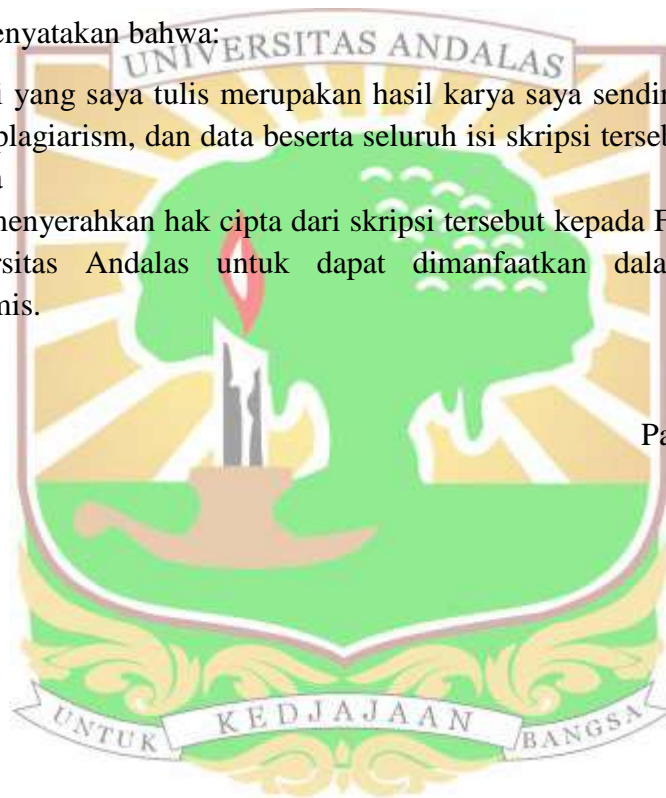 enyatakan bahwa:
UNIVERSITAS ANDALAS
i yang saya tulis merupakan hasil karya saya sendir
plagiarism, dan data beserta seluruh isi skripsi terseb
a
menyerahkan hak cipta dari skripsi tersebut kepada F
rsitas Andalas untuk dapat dimanfaatkan dala
nis.
Pa
UNTUK KEDJAJAAN BANGSA